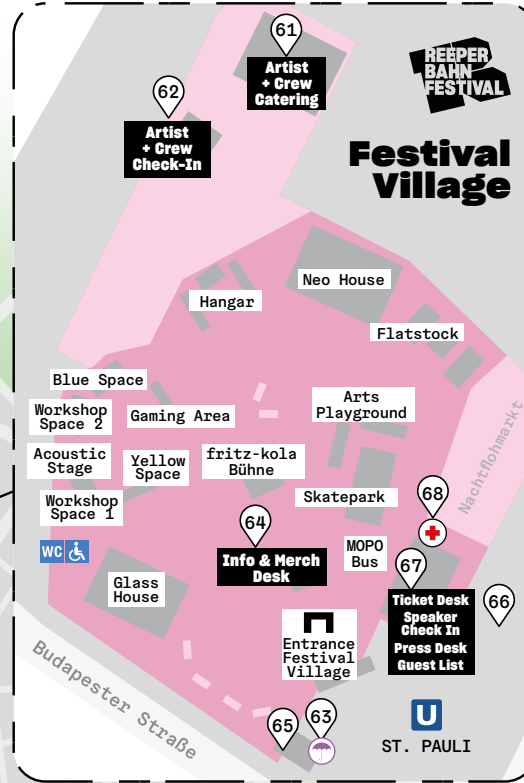 61
Artist
+ Crew
Catering
REEPER
BAHN
FESTIVAL
62
Artist
+ Crew
Check-In
Festival
Village
Neo House
Hangar
Flatstock
Blue Space
Arts
Playground
Workshop
Space 2
Gaming Area
Nachtflohmarkt
Acoustic
Stage
Yellow
Space
fritz-kola
Bühne
Skatepark
68
Workshop
Space 1
64
WC
MOPO
Bus
67
Info & Merch
Desk
Glass
House
Ticket Desk
Speaker
Check In
Press Desk
Guest List
66
Entrance
Festival
Village
Budapester Straße
65
63
U
ST. PAULI